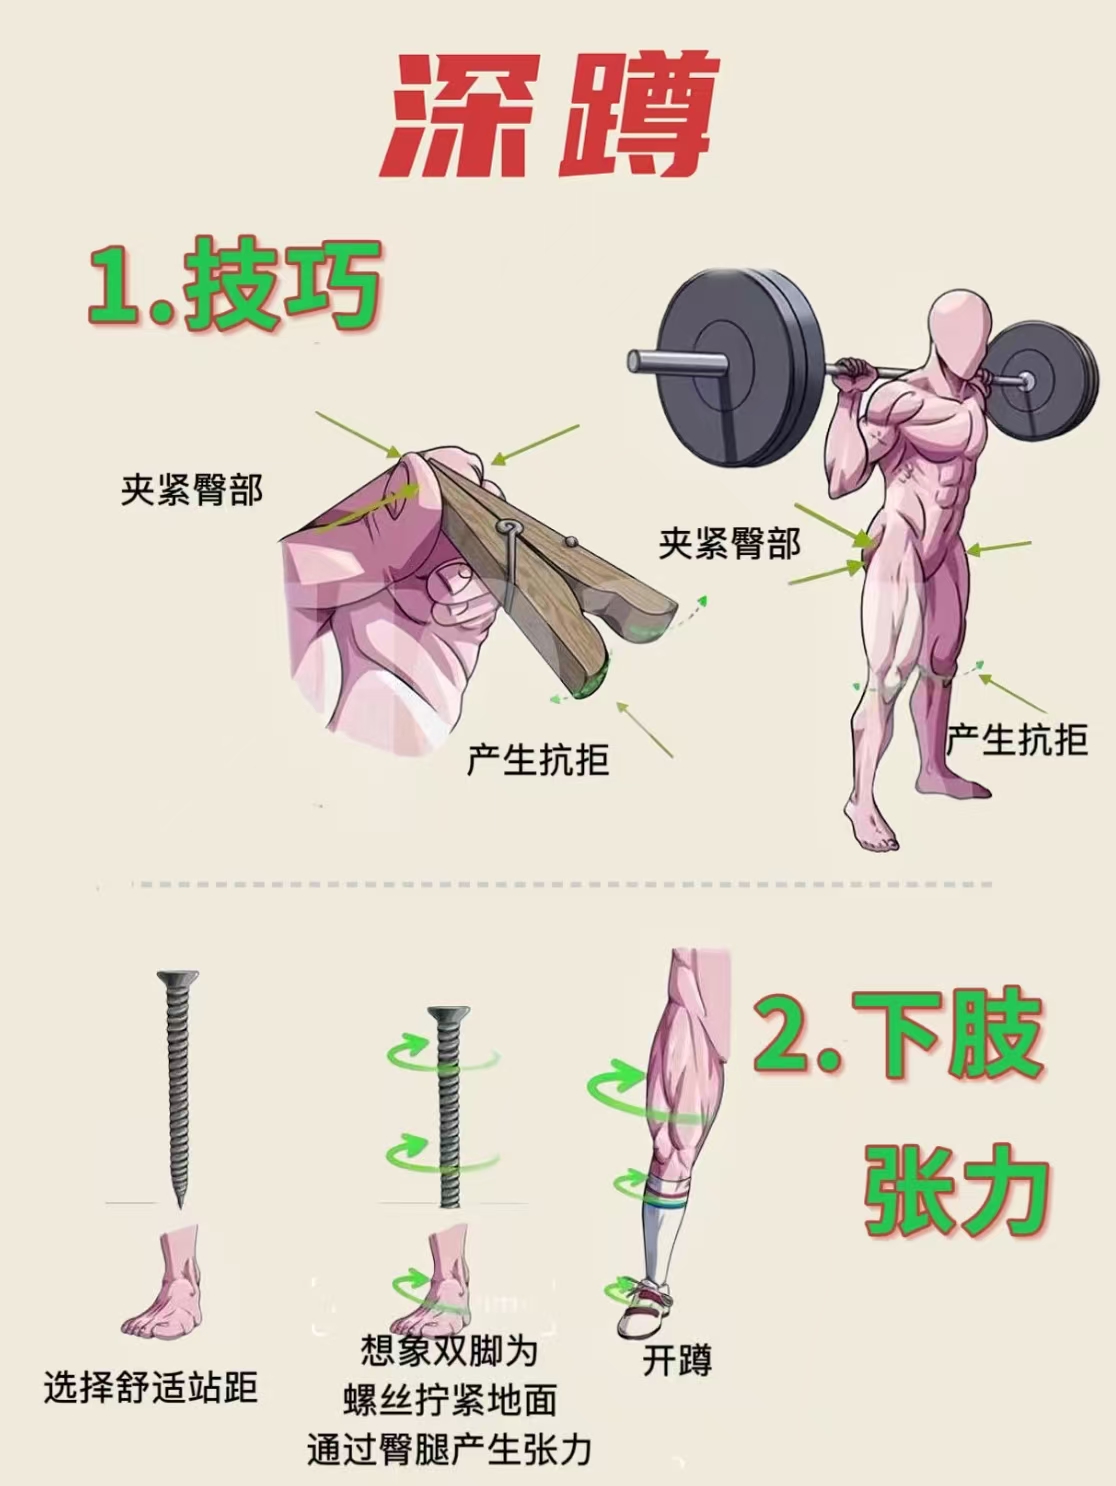 深蹲
1.技巧
夹紧臀部
夹紧臀部
产生抗拒
产生抗拒
2.下肢
张力
选择舒适站距
想象双脚为
螺丝拧紧地面
通过臀腿产生张力
开蹲